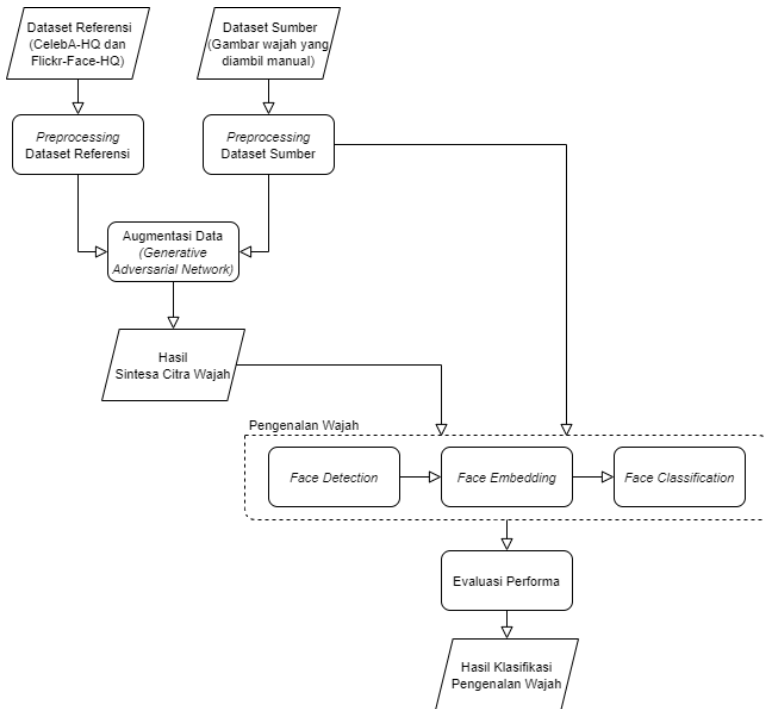 Dataset Referensi
(CelebA-HQ dan
Flickr-Face-HQ)
Dataset Sumber
(Gambar wajah yang
diambil manual)
Preprocessing
Dataset Referensi
Preprocessing
Dataset Sumber
Augmentasi Data
(Generative
Adversarial Network)
Hasil
Sintesa Citra Wajah
Pengenalan Wajah
Face Detection
Face Embedding
Face Classification
Evaluasi Performa
Hasil Klasifikasi
Pengenalan Wajah